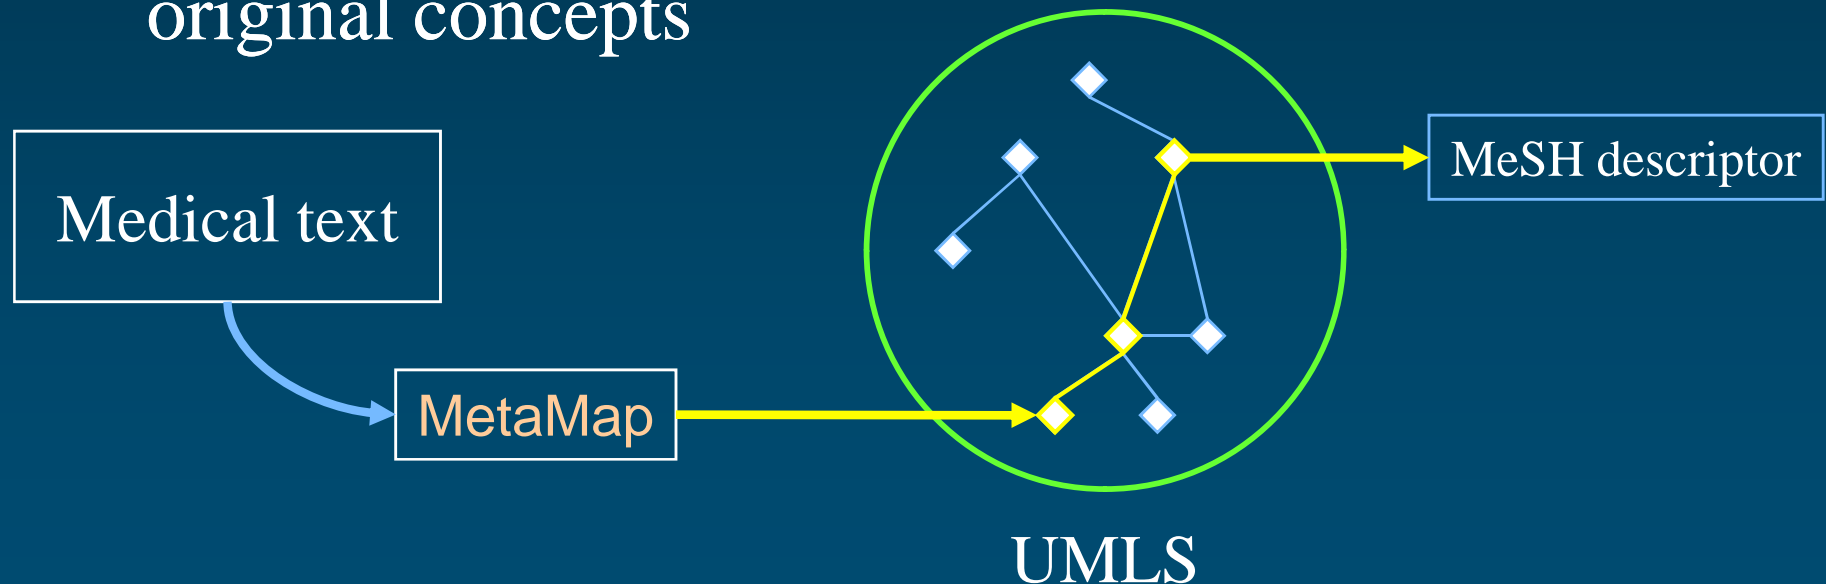 original concepts
Medical text
MeSH descriptor
MetaMap
UMLS